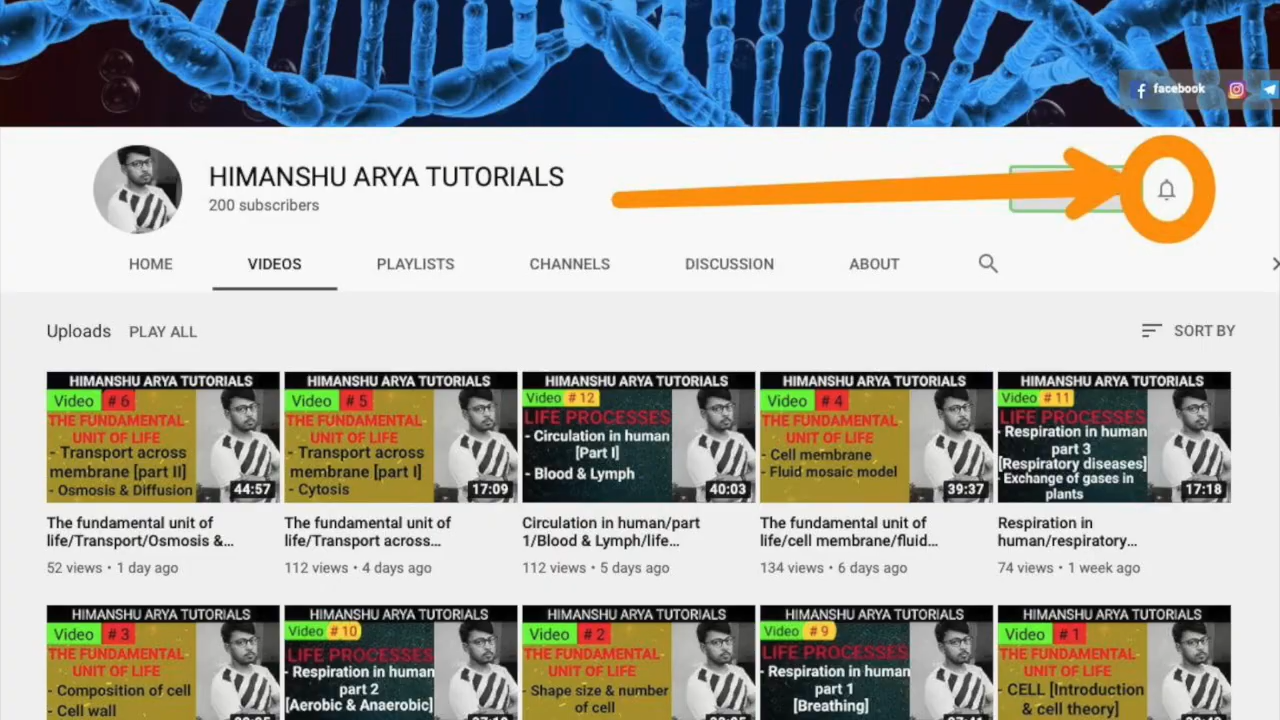 facebook
HIMANSHU ARYA TUTORIALS
200 subscribers
HOME VIDEOS PLAYLISTS CHANNELS DISCUSSION ABOUT
Uploads PLAY ALL SORT BY
HIMANSHU ARYA TUTORIALS
Video # 6
THE FUNDAMENTAL
UNIT OF LIFE
- Transport across
membrane [part II]
- Osmosis & Diffusion
44:57
The fundamental unit of
life/Transport/Osmosis &...
52 views • 1 day ago
HIMANSHU ARYA TUTORIALS
Video # 5
THE FUNDAMENTAL
UNIT OF LIFE
- Transport across
membrane [part I]
- Cytosis
17:09
The fundamental unit of
life/Transport across...
112 views • 4 days ago
HIMANSHU ARYA TUTORIALS
Video # 12
LIFE PROCESSES
- Circulation in human
[Part I]
- Blood & Lymph
40:03
Circulation in human/part
1/Blood & Lymph/life...
112 views • 5 days ago
HIMANSHU ARYA TUTORIALS
Video # 4
THE FUNDAMENTAL
UNIT OF LIFE
- Cell membrane
- Fluid mosaic model
39:37
The fundamental unit of
life/cell membrane/fluid...
134 views • 6 days ago
HIMANSHU ARYA TUTORIALS
Video # 11
LIFE PROCESSES
- Respiration in human
part 3
[Respiratory diseases]
- Exchange of gases in
plants
17:18
Respiration in
human/respiratory...
74 views • 1 week ago
HIMANSHU ARYA TUTORIALS
Video # 3
THE FUNDAMENTAL
UNIT OF LIFE
- Composition of cell
- Cell wall
HIMANSHU ARYA TUTORIALS
Video # 10
LIFE PROCESSES
- Respiration in human
part 2
[Aerobic & Anaerobic]
HIMANSHU ARYA TUTORIALS
Video # 2
THE FUNDAMENTAL
UNIT OF LIFE
- Shape size & number
of cell
HIMANSHU ARYA TUTORIALS
Video # 9
LIFE PROCESSES
- Respiration in human
part 1
[Breathing]
HIMANSHU ARYA TUTORIALS
Video # 1
THE FUNDAMENTAL
UNIT OF LIFE
- CELL [Introduction
& cell theory]